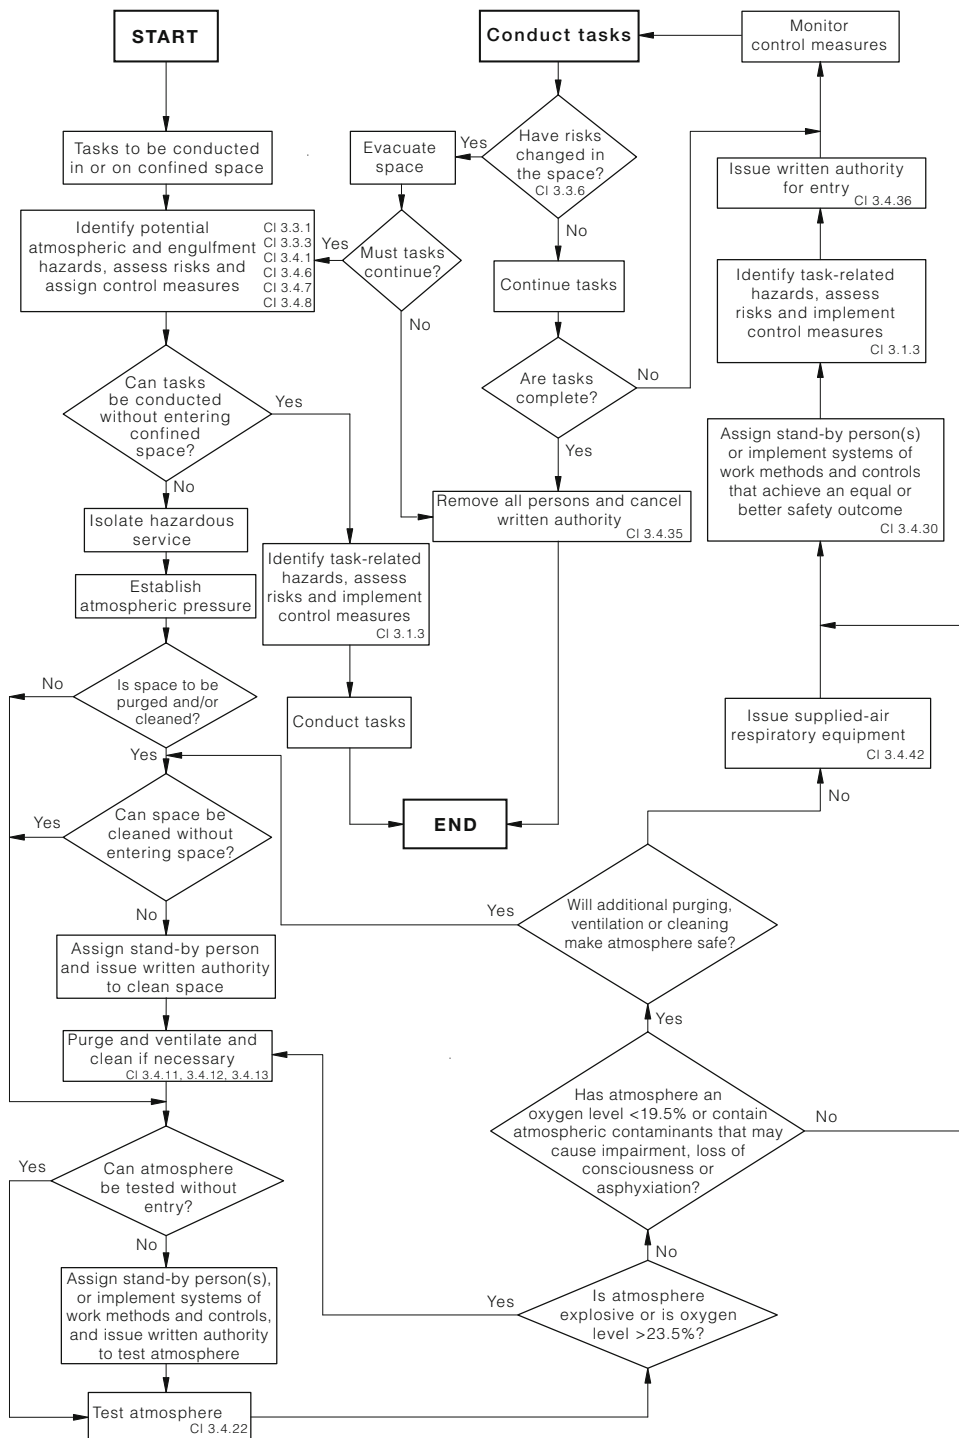 START
Tasks to be conducted
in or on confined space
Identify potential
atmospheric and engulfment
hazards, assess risks and
assign control measures
Cl 3.3.1
Cl 3.3.3
Cl 3.4.1
Cl 3.4.6
Cl 3.4.7
Cl 3.4.8
Can tasks
be conducted
without entering
confined
space?
Yes
No
Isolate hazardous
service
Establish
atmospheric pressure
Is space to be
purged and/or
cleaned?
No
Yes
Can space be
cleaned without
entering space?
Yes
No
Assign stand-by person
and issue written authority
to clean space
Purge and ventilate and
clean if necessary
Cl 3.4.11, 3.4.12, 3.4.13
Can atmosphere
be tested without
entry?
Yes
No
Assign stand-by person(s),
or implement systems of
work methods and controls,
and issue written authority
to test atmosphere
Test atmosphere
Cl 3.4.22
Identify task-related
hazards, assess
risks and implement
control measures
Cl 3.1.3
Conduct tasks
END
Conduct tasks
Have risks
changed in
the space?
Cl 3.3.6
Yes
No
Evacuate
space
Must tasks
continue?
Yes
No
Continue tasks
Are tasks
complete?
No
Yes
Remove all persons and cancel
written authority
Cl 3.4.35
Monitor
control measures
Issue written authority
for entry
Cl 3.4.36
Identify task-related
hazards, assess
risks and implement
control measures
Cl 3.1.3
Assign stand-by person(s)
or implement systems of
work methods and controls
that achieve an equal or
better safety outcome
Cl 3.4.30
Issue supplied-air
respiratory equipment
Cl 3.4.42
No
Will additional purging,
ventilation or cleaning
make atmosphere safe?
Yes
Yes
Has atmosphere an
oxygen level <19.5% or contain
atmospheric contaminants that may
cause impairment, loss of
consciousness or
asphyxiation?
No
No
Is atmosphere
explosive or is oxygen
level >23.5%?
Yes